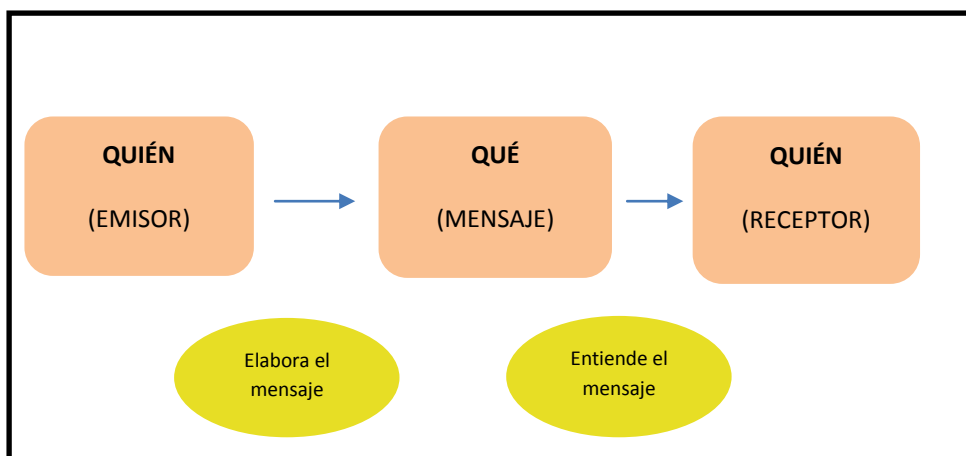 QUIÉN
(EMISOR)
QUÉ
(MENSAJE)
QUIÉN
(RECEPTOR)
Elabora el
mensaje
Entiende el
mensaje